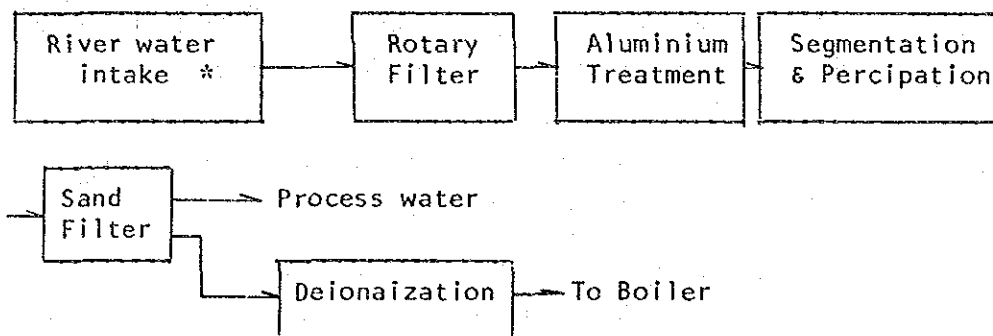 River water
intake *
Rotary
Filter
Aluminium
Treatment
Segmentation
& Percipation
Sand
Filter
Process water
Deionaization
To Boiler